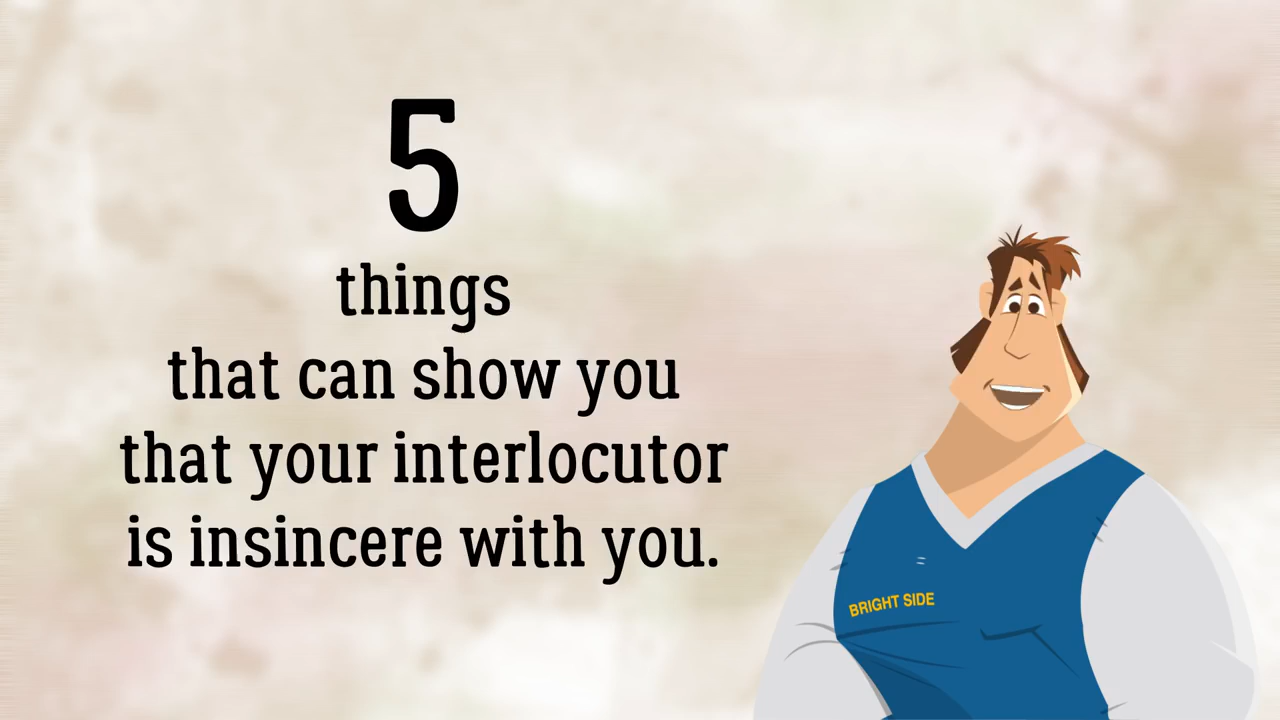 5
things
that can show you
that your interlocutor
is insincere with you.
BRIGHT SIDE